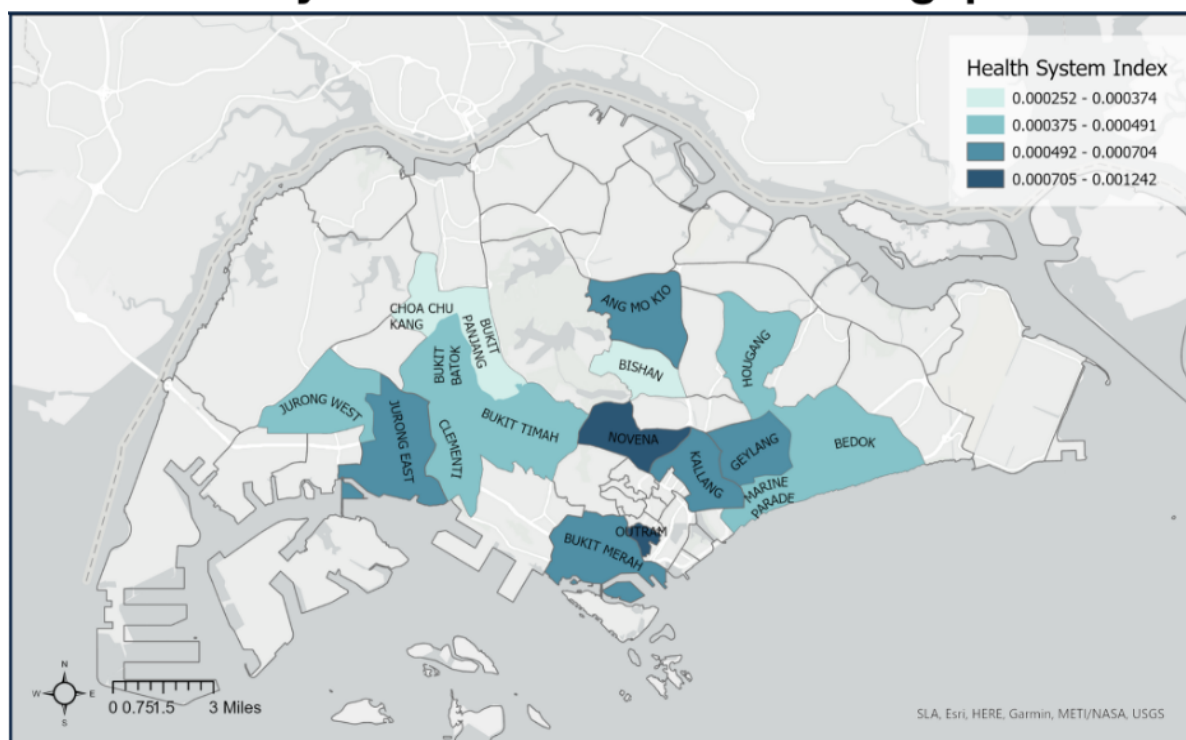 Health System Index
0.000252 - 0.000374
0.000375 - 0.000491
0.000492 - 0.000704
0.000705 - 0.001242
ANG MO KIO
CHOA CHU
KANG
BUKIT
PANJANG
BUKIT
BATOK
BISHAN
HOUGANG
JURONG WEST
JURONG EAST
CLEMENTI
BUKIT TIMAH
NOVENA
KALLANG
GEYLANG
BEDOK
MARINE
PARADE
OUTRAM
BUKIT MERAH
N
W E
S
0 0.751.5 3 Miles
SLA, Esri, HERE, Garmin, METI/NASA, USGS